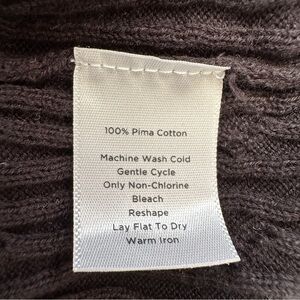 100% Pima Cotton
Machine Wash Cold
Gentle Cycle
Only Non-Chlorine
Bleach
Reshape
Lay Flat To Dry
Warm Iron